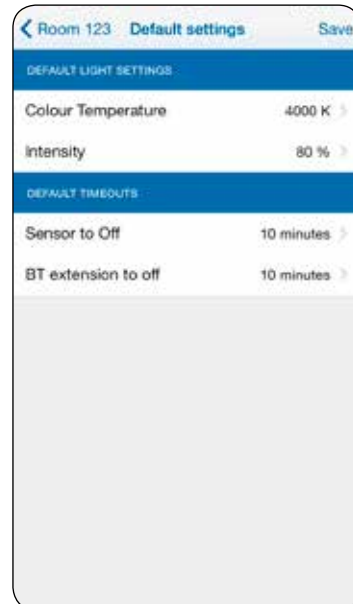 Room 123 Default settings Save
DEFAULT LIGHT SETTINGS
Colour Temperature 4000 K
Intensity 80 %
DEFAULT TIMEOUTS
Sensor to Off 10 minutes
BT extension to off 10 minutes